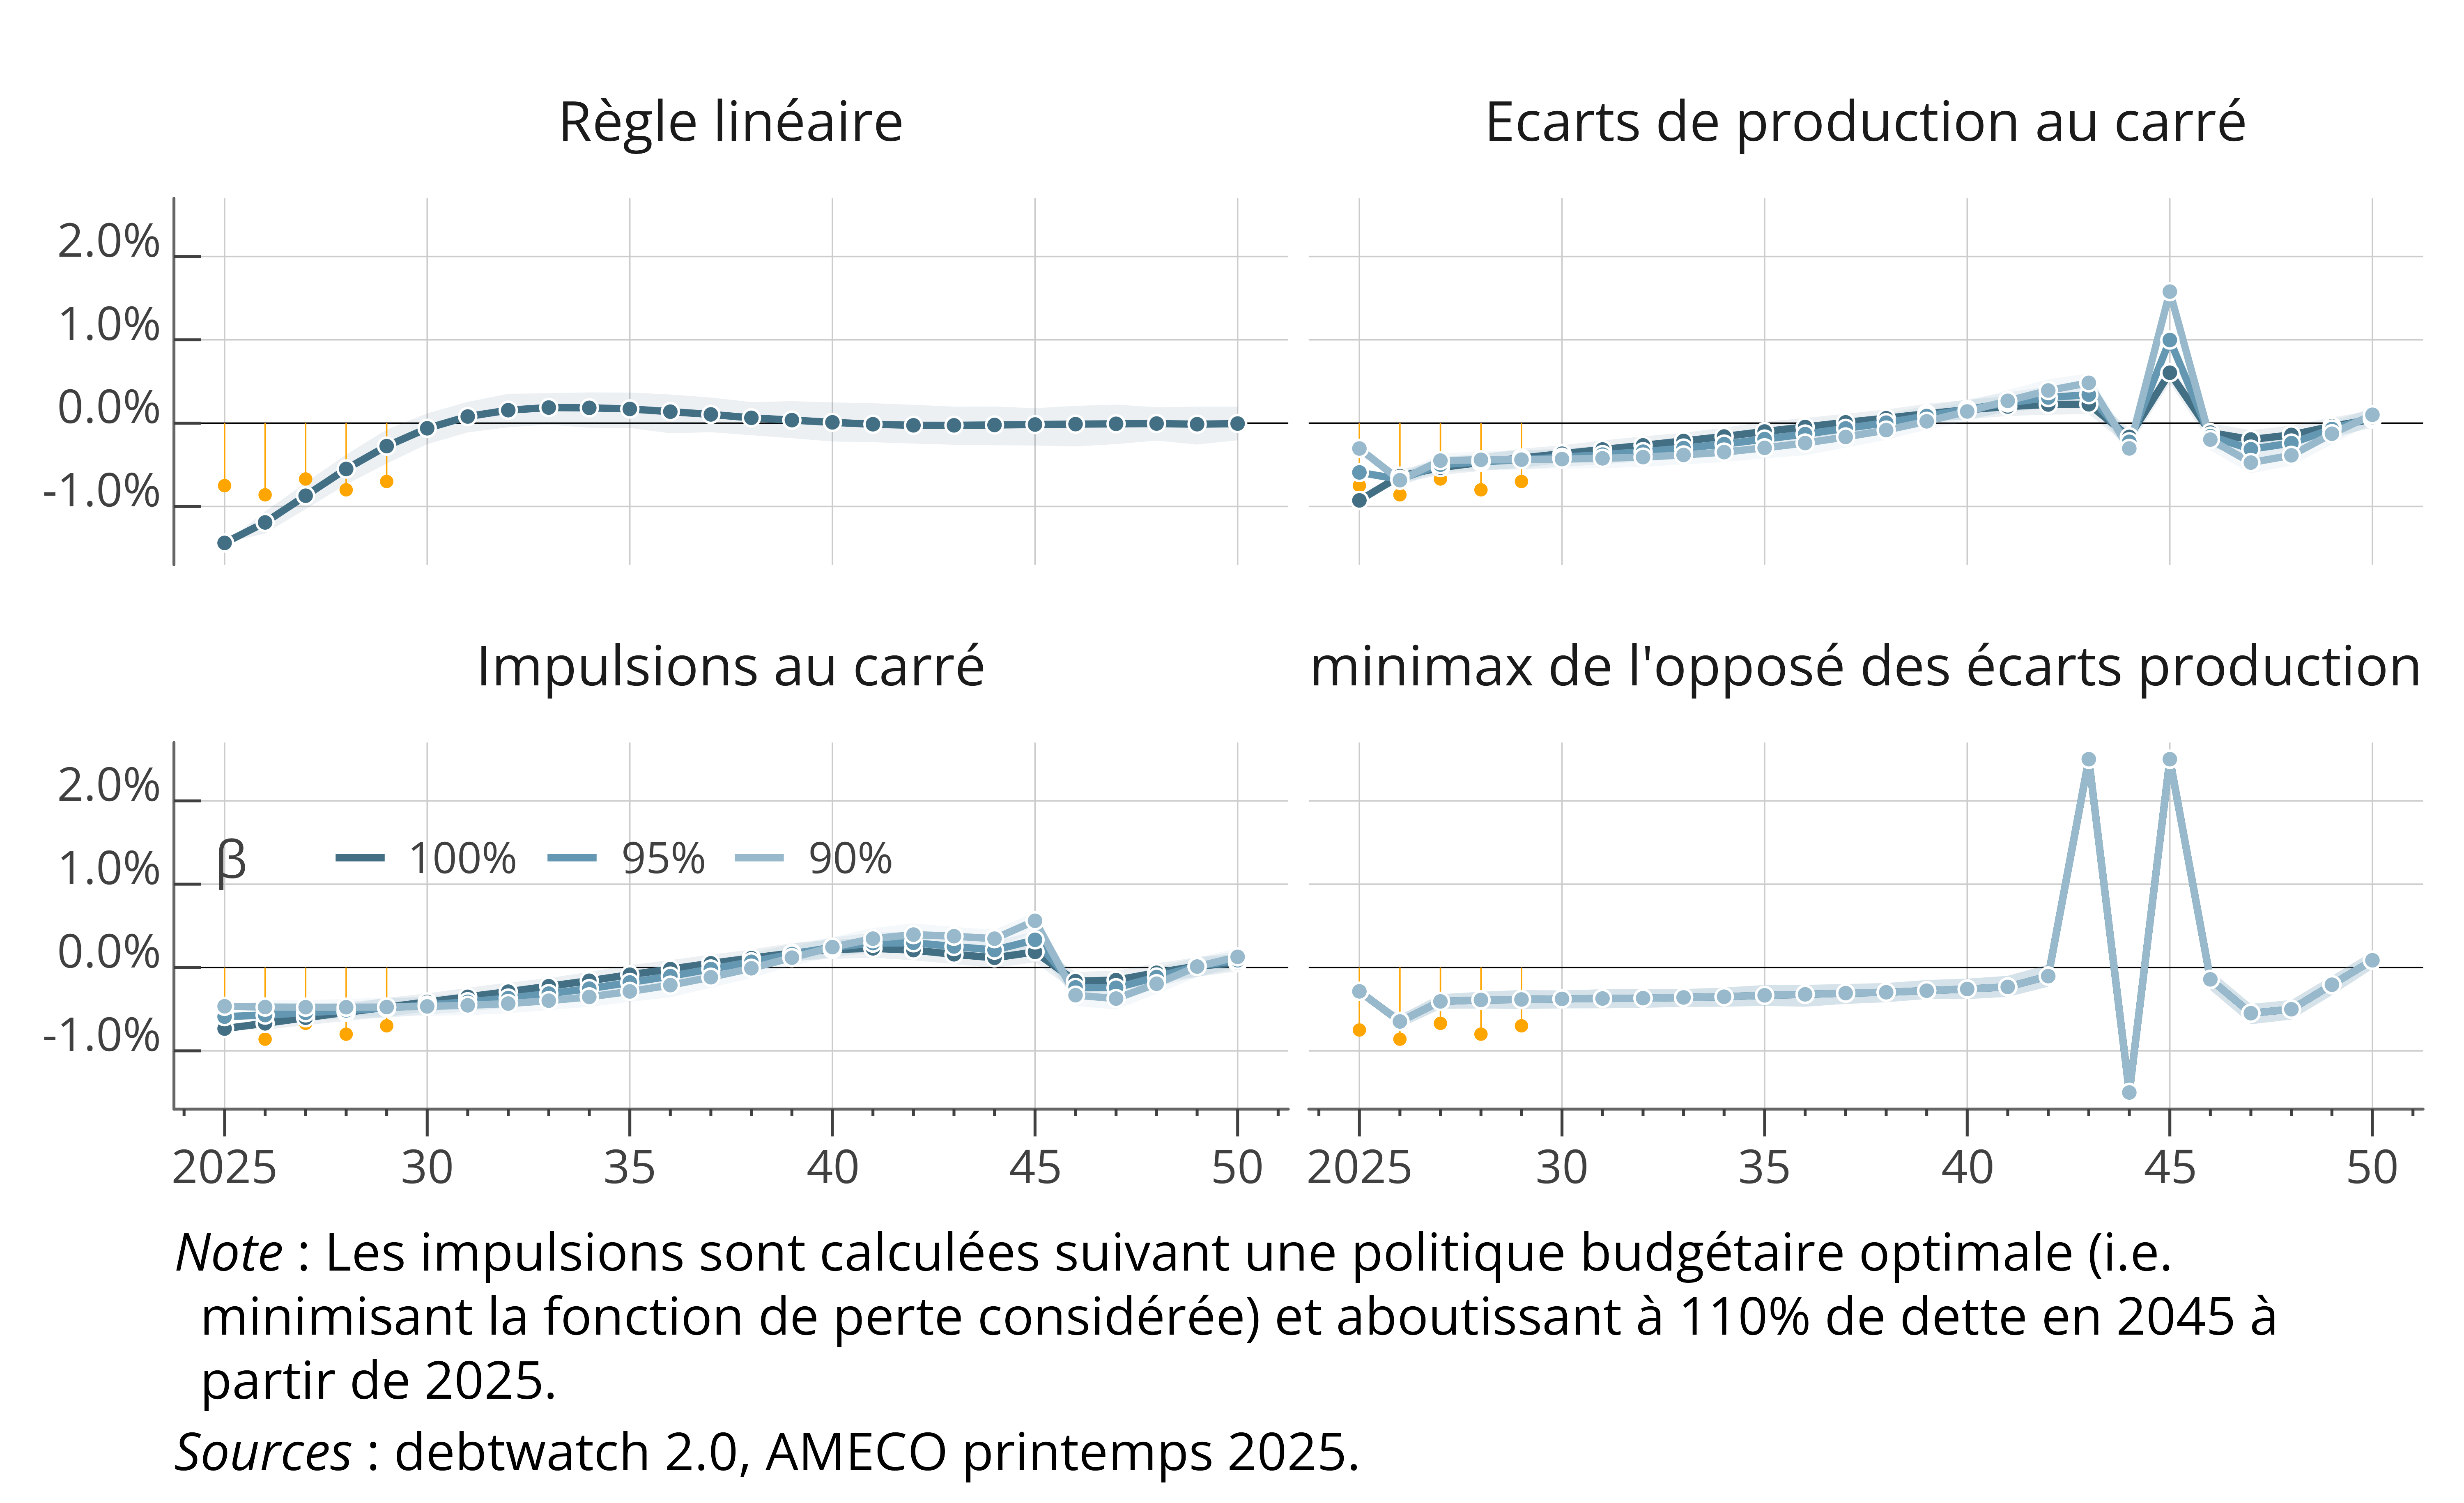 Règle linéaire
Ecarts de production au carré
2.0%
1.0%
0.0%
-1.0%
Impulsions au carré
minimax de l'opposé des écarts production
2.0%
1.0%
0.0%
-1.0%
β 100% 95% 90%
2025 30 35 40 45 50
2025 30 35 40 45 50
Note : Les impulsions sont calculées suivant une politique budgétaire optimale (i.e.
minimisant la fonction de perte considérée) et aboutissant à 110% de dette en 2045 à
partir de 2025.
Sources : debtwatch 2.0, AMECO printemps 2025.